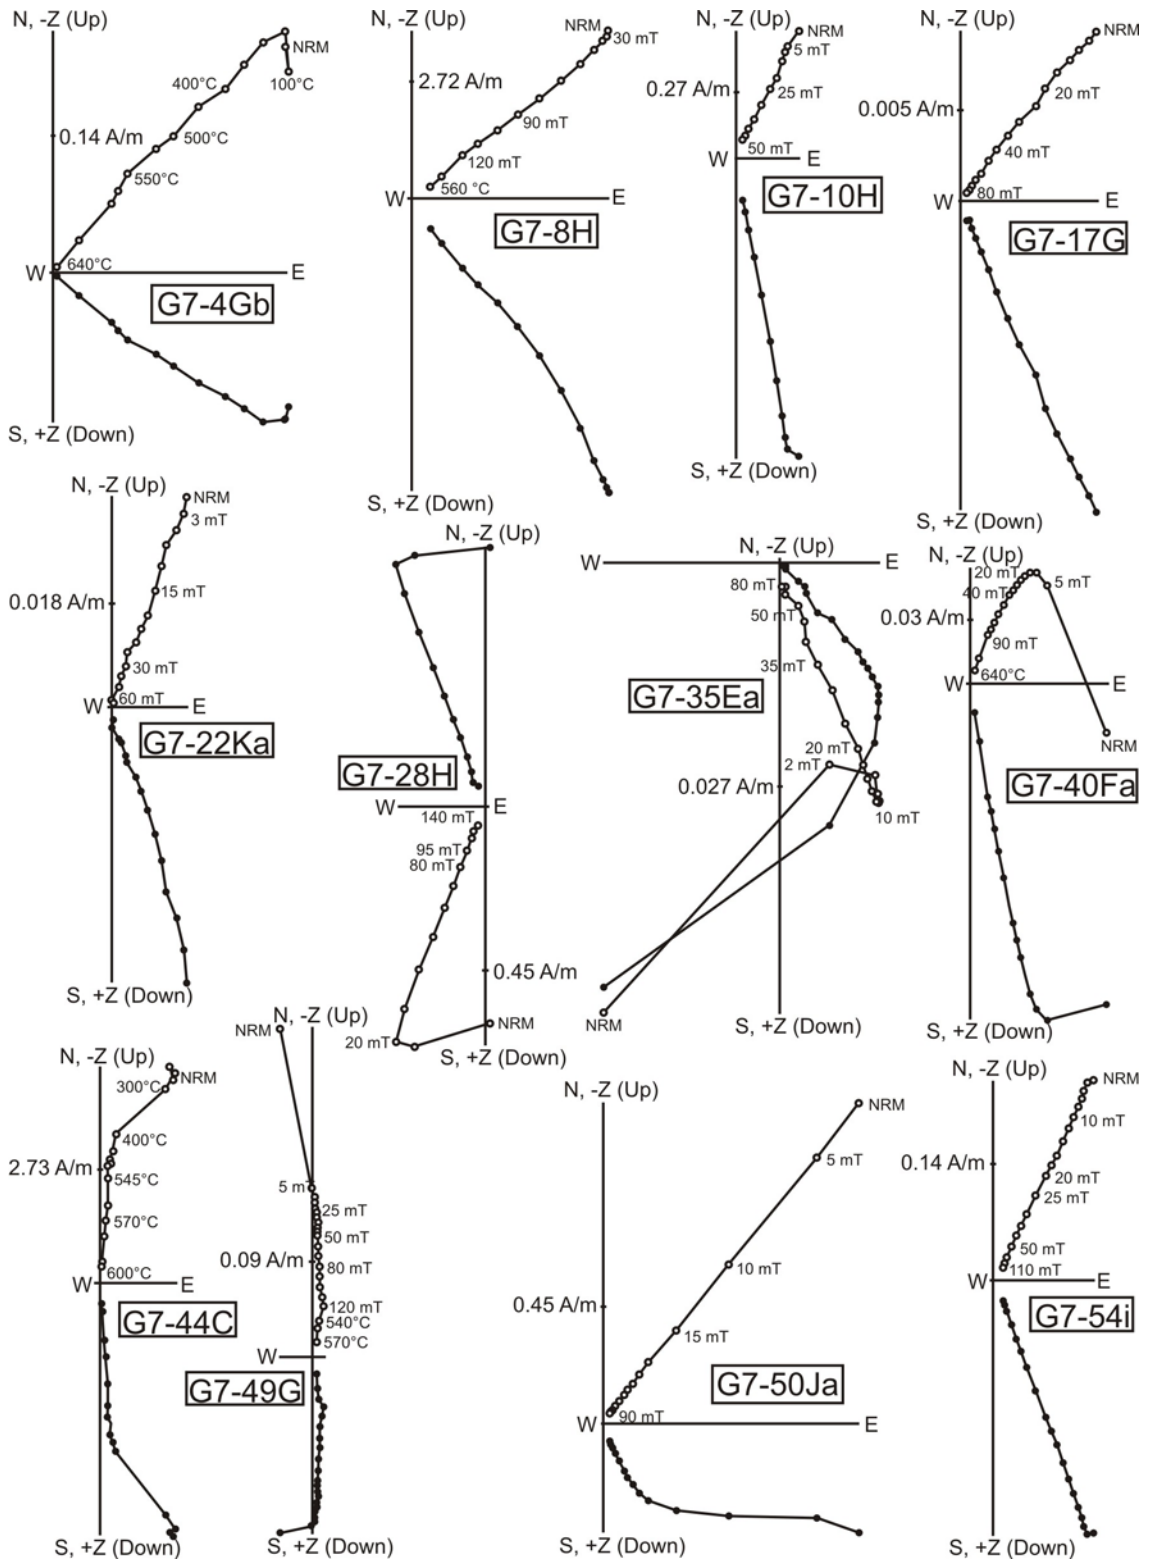 N, -Z (Up)
NRM
100°C
400°C
0.14 A/m
500°C
550°C
640°C
W
E
G7-4Gb
S, +Z (Down)
N, -Z (Up)
NRM
30 mT
2.72 A/m
90 mT
120 mT
560 °C
W
E
G7-8H
S, +Z (Down)
N, -Z (Up)
NRM
5 mT
0.27 A/m
25 mT
50 mT
W
E
G7-10H
S, +Z (Down)
N, -Z (Up)
NRM
20 mT
0.005 A/m
40 mT
80 mT
W
E
G7-17G
S, +Z (Down)
N, -Z (Up)
NRM
3 mT
15 mT
0.018 A/m
30 mT
60 mT
W
E
G7-22Ka
S, +Z (Down)
N, -Z (Up)
G7-28H
W
E
140 mT
95 mT
80 mT
0.45 A/m
NRM
20 mT
S, +Z (Down)
N, -Z (Up)
W
E
80 mT
50 mT
35 mT
G7-35Ea
20 mT
2 mT
0.027 A/m
10 mT
NRM
S, +Z (Down)
N, -Z (Up)
20 mT
5 mT
40 mT
0.03 A/m
90 mT
640°C
W
E
NRM
G7-40Fa
S, +Z (Down)
N, -Z (Up)
NRM
300°C
400°C
2.73 A/m
545°C
570°C
600°C
W
E
G7-44C
S, +Z (Down)
N, -Z (Up)
NRM
5 mT
25 mT
50 mT
0.09 A/m
80 mT
120 mT
540°C
570°C
W
G7-49G
S, +Z (Down)
N, -Z (Up)
NRM
5 mT
10 mT
0.45 A/m
15 mT
G7-50Ja
90 mT
W
E
S, +Z (Down)
N, -Z (Up)
NRM
10 mT
0.14 A/m
20 mT
25 mT
50 mT
110 mT
W
E
G7-54i
S, +Z (Down)